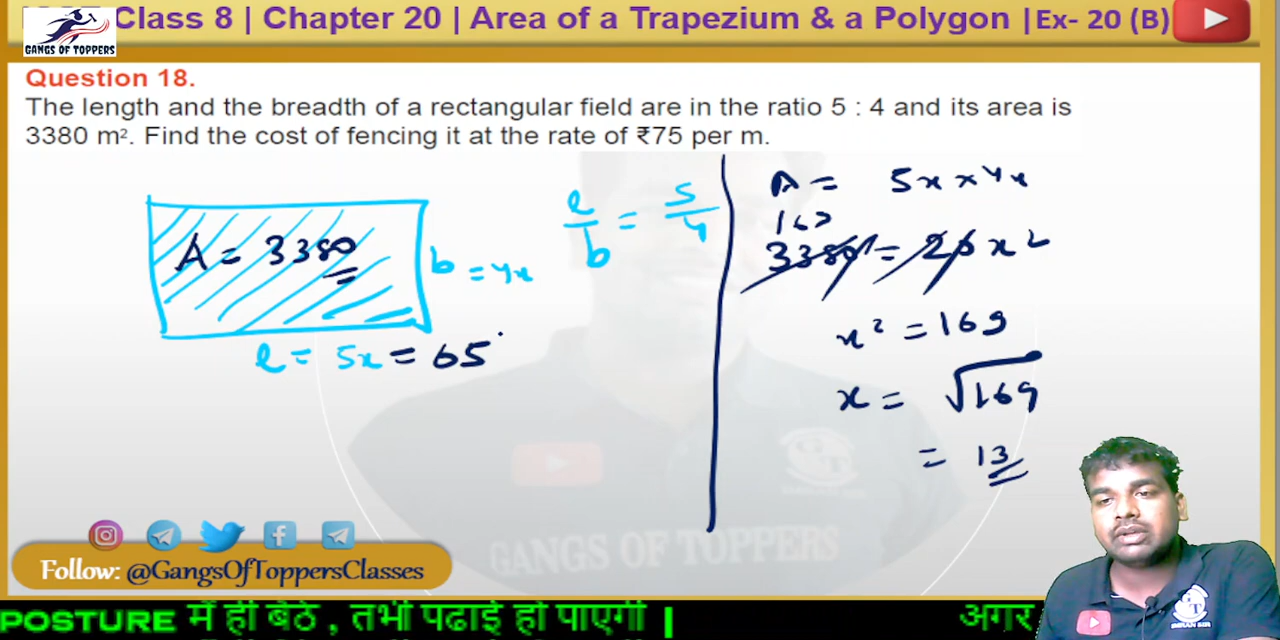 Class 8 | Chapter 20 | Area of a Trapezium & a Polygon | Ex- 20 (B)
GANGS OF TOPPERS
Question 18.
The length and the breadth of a rectangular field are in the ratio 5 : 4 and its area is
3380 m². Find the cost of fencing it at the rate of ₹75 per m.
A = 3380
b = 4x
l = 5x = 65
l/b = 5/4
A = 5x × 4x
169
3380 = 20x²
x² = 169
x = √169
= 13
GANGS OF TOPPERS
Follow: @GangsOfToppersClasses
GT
IMRAN SIR
POSTURE में ही बैठे , तभी पढाई हो पाएगी |
अगर